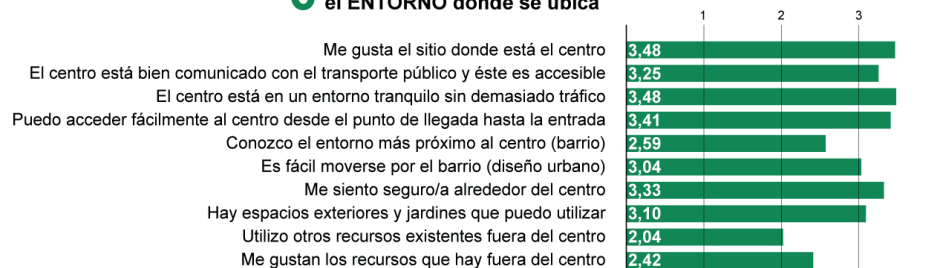 el ENTORNO donde se ubica
1 2 3
Me gusta el sitio donde está el centro 3,48
El centro está bien comunicado con el transporte público y éste es accesible 3,25
El centro está en un entorno tranquilo sin demasiado tráfico 3,48
Puedo acceder fácilmente al centro desde el punto de llegada hasta la entrada 3,41
Conozco el entorno más próximo al centro (barrio) 2,59
Es fácil moverse por el barrio (diseño urbano) 3,04
Me siento seguro/a alrededor del centro 3,33
Hay espacios exteriores y jardines que puedo utilizar 3,10
Utilizo otros recursos existentes fuera del centro 2,04
Me gustan los recursos que hay fuera del centro 2,42